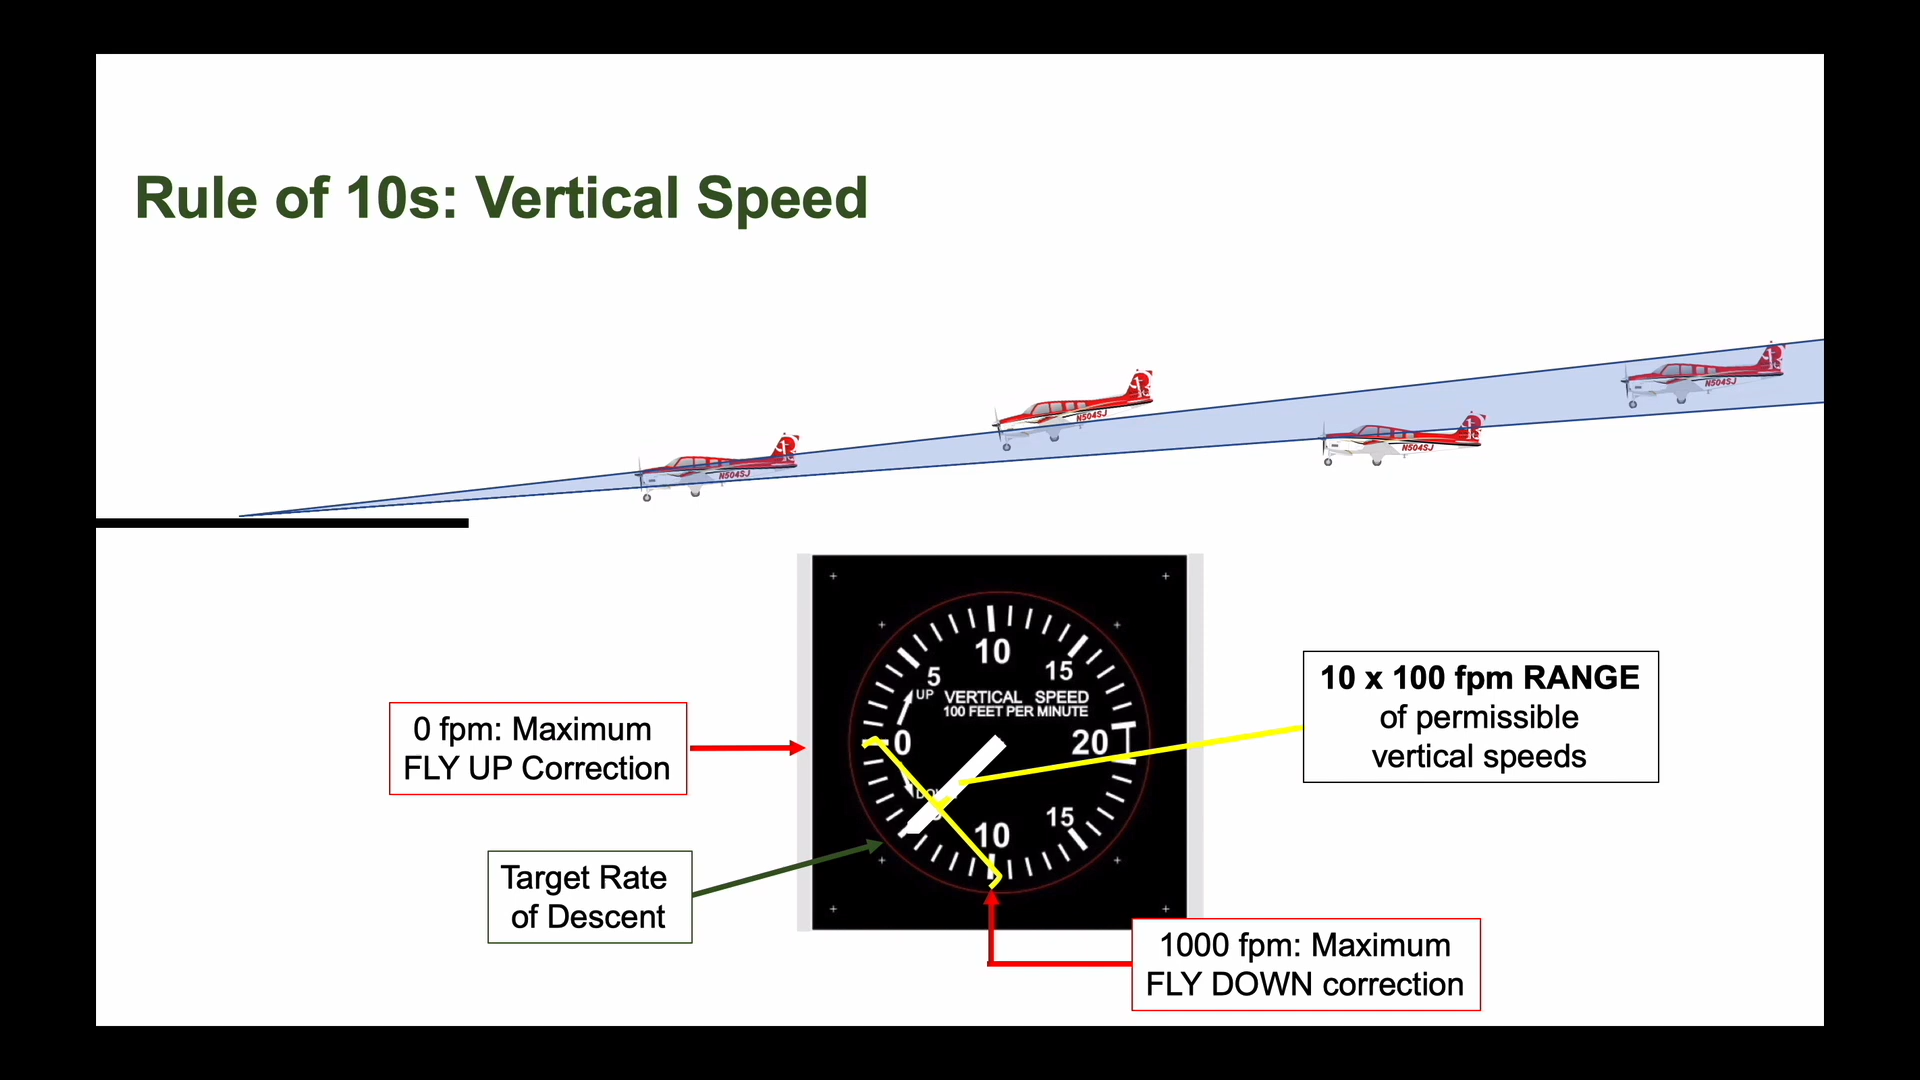 Rule of 10s: Vertical Speed
N504SJ
N504SJ
N504SJ
N504SJ
10
5
15
UP
VERTICAL SPEED
100 FEET PER MINUTE
0
20
10
15
0 fpm: Maximum
FLY UP Correction
10 x 100 fpm RANGE
of permissible
vertical speeds
Target Rate
of Descent
1000 fpm: Maximum
FLY DOWN correction